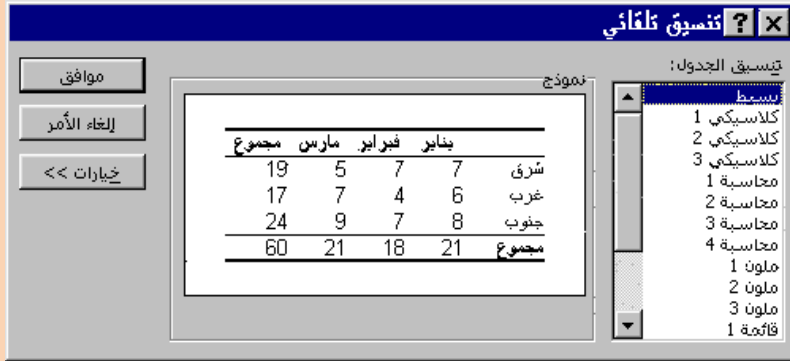 تنسيق تلقائي
تنسيق الجدول:
بسيط
كلاسيكي 1
كلاسيكي 2
كلاسيكي 3
محاسبة 1
محاسبة 2
محاسبة 3
محاسبة 4
ملون 1
ملون 2
ملون 3
قائمة 1
نموذج
يناير فبراير مارس مجموع
شرق 7 7 5 19
غرب 6 4 7 17
جنوب 8 7 9 24
مجموع 21 18 21 60
موافق
إلغاء الأمر
خيارات >>